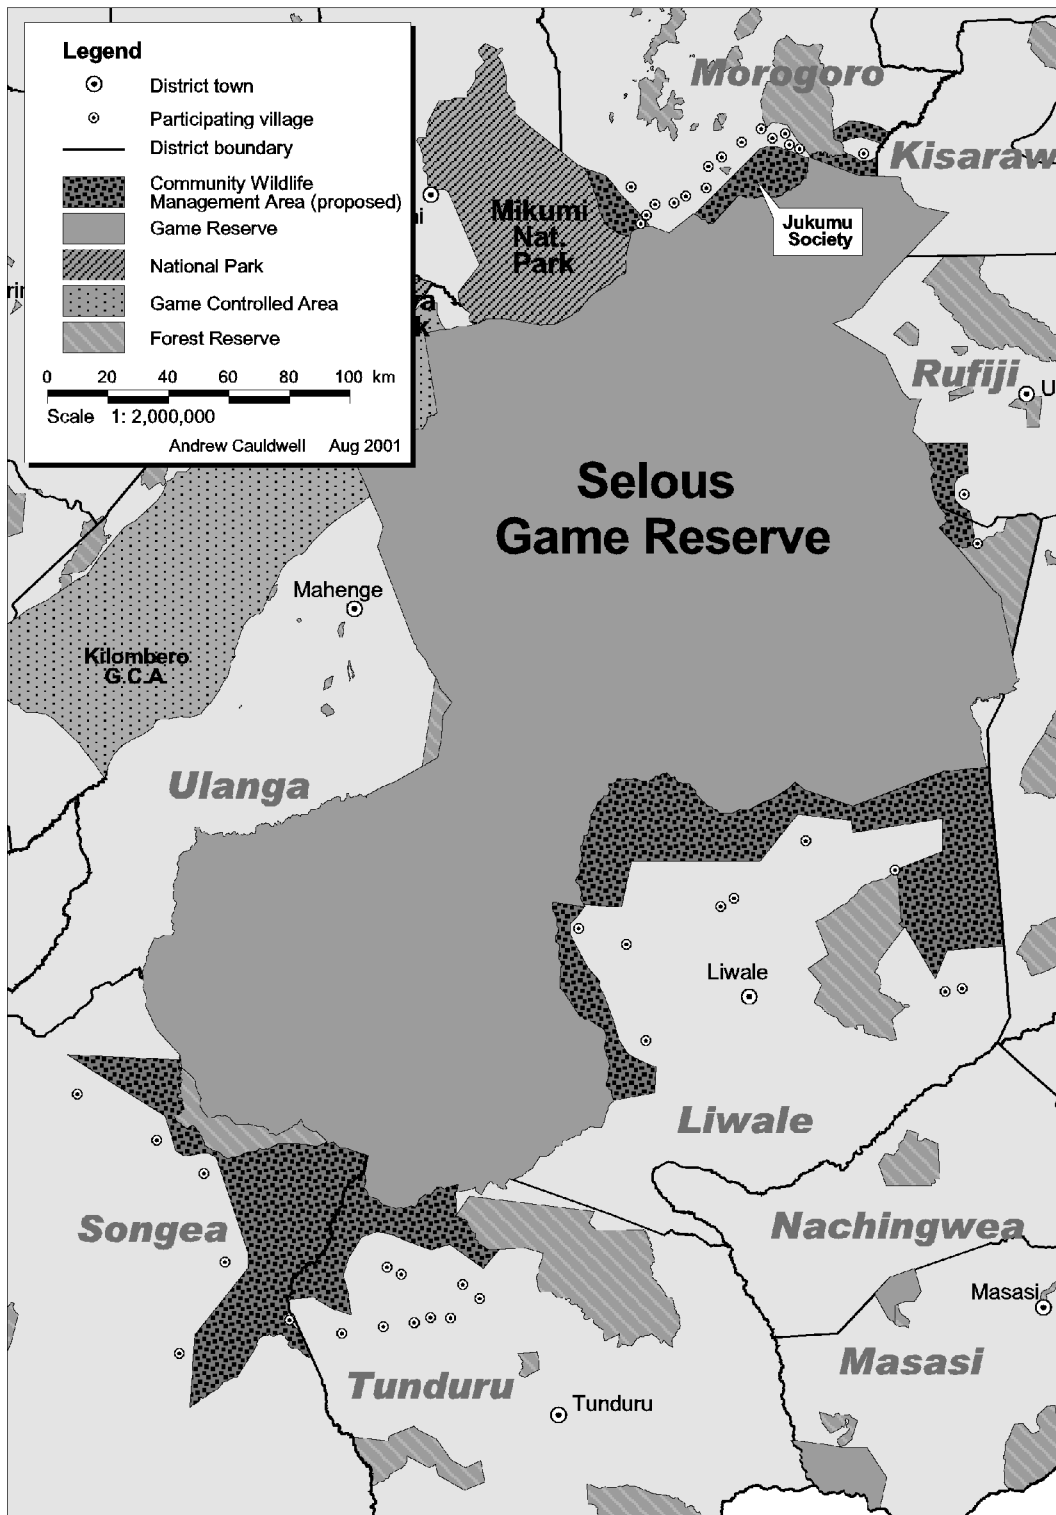 Legend
District town
Participating village
District boundary
Community Wildlife
Management Area (proposed)
Game Reserve
National Park
Game Controlled Area
Forest Reserve
0 20 40 60 80 100 km
Scale 1: 2,000,000
Andrew Cauldwell Aug 2001
Morogoro
Kisaraw
Mikumi
Nat.
Park
Jukumu
Society
Rufiji
U
Selous
Game Reserve
Mahenge
Kilombero
G.C.A.
Ulanga
Liwale
Liwale
Songea
Nachingwea
Masasi
Masasi
Tunduru
Tunduru